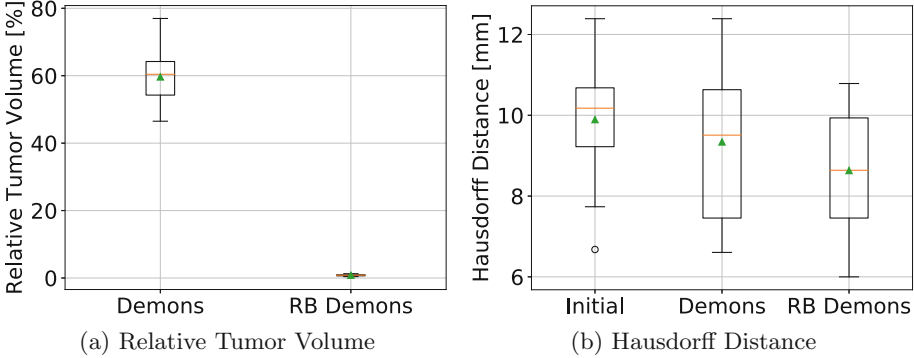 Relative Tumor Volume [%]
80
60
40
20
0
Demons RB Demons
(a) Relative Tumor Volume
Hausdorff Distance [mm]
12
10
8
6
Initial Demons RB Demons
(b) Hausdorff Distance